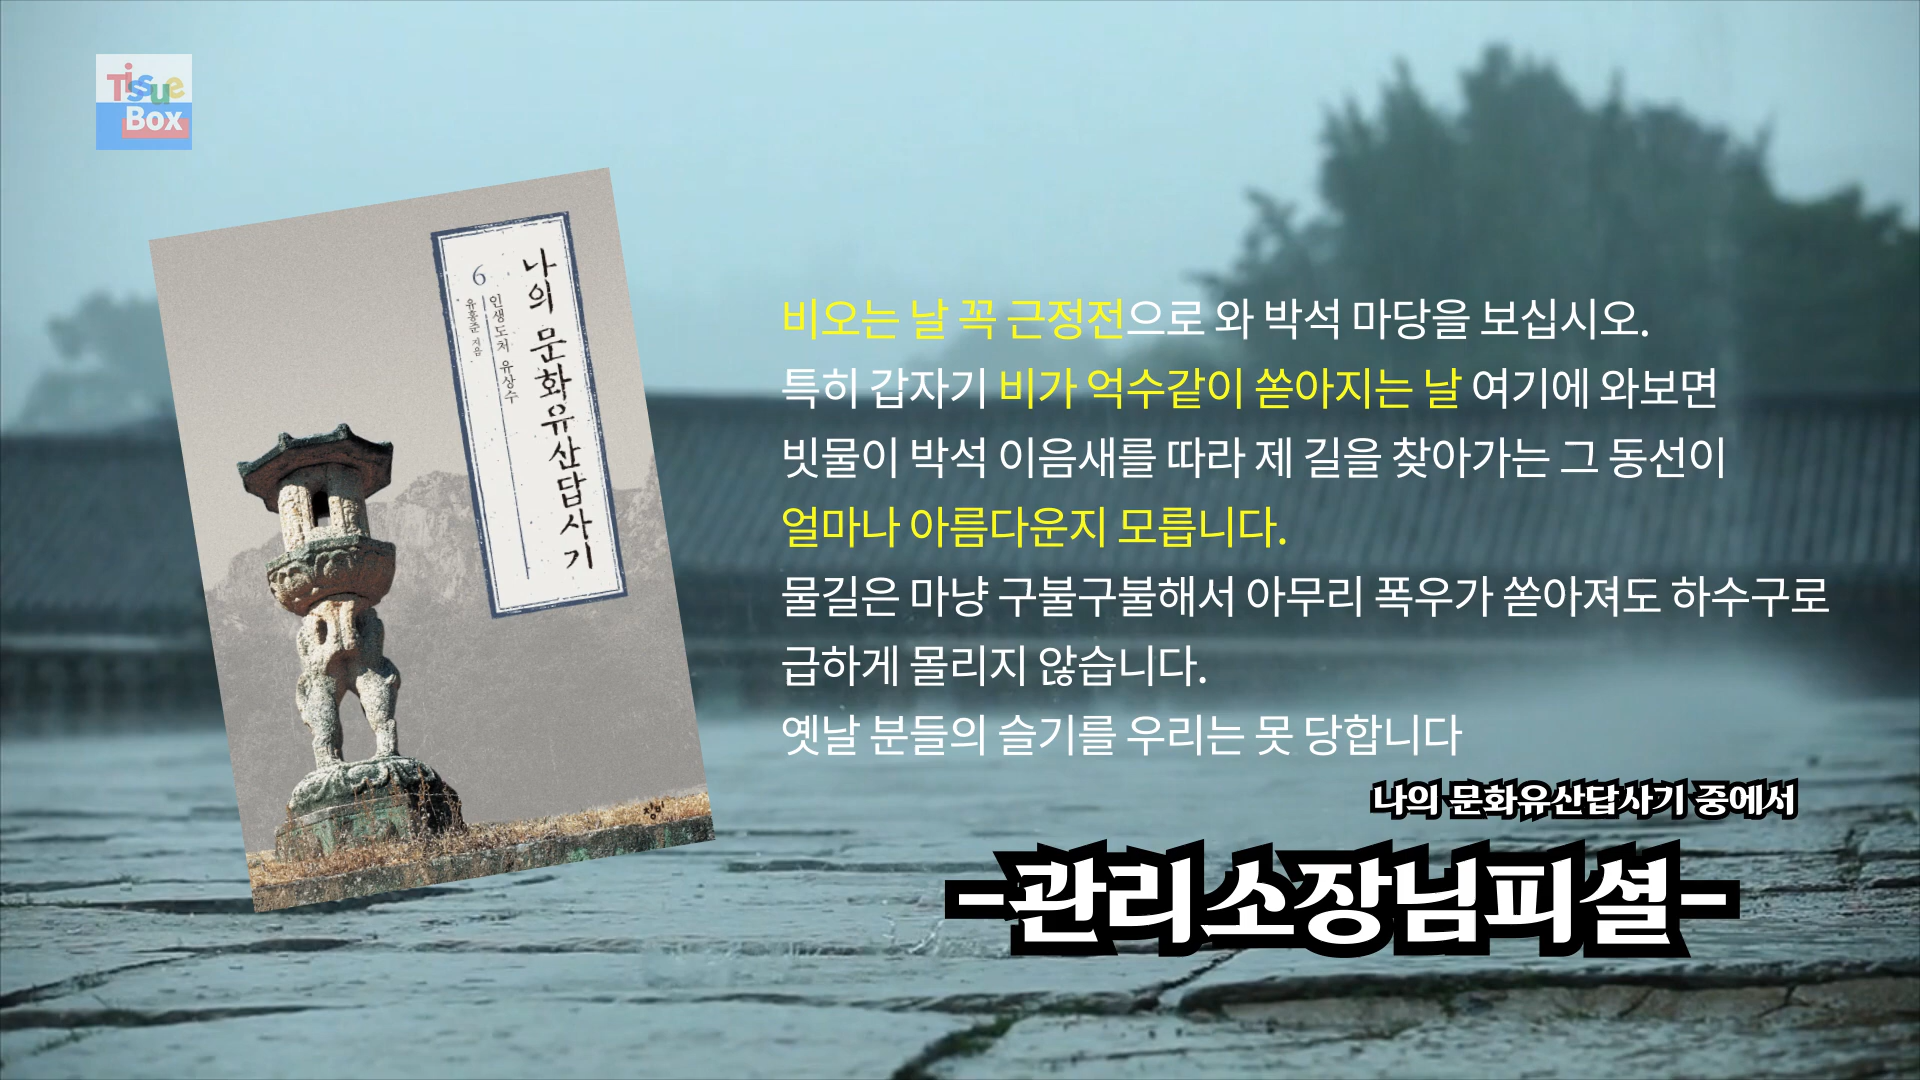 Tissue
Box
나의 문화유산답사기
6
인생도처 유상수
유홍준 지음
창비
비오는 날 꼭 근정전으로 와 박석 마당을 보십시오.
특히 갑자기 비가 억수같이 쏟아지는 날 여기에 와보면
빗물이 박석 이음새를 따라 제 길을 찾아가는 그 동선이
얼마나 아름다운지 모릅니다.
물길은 마냥 구불구불해서 아무리 폭우가 쏟아져도 하수구로
급하게 몰리지 않습니다.
옛날 분들의 슬기를 우리는 못 당합니다
나의 문화유산답사기 중에서
-관리소장님피셜-